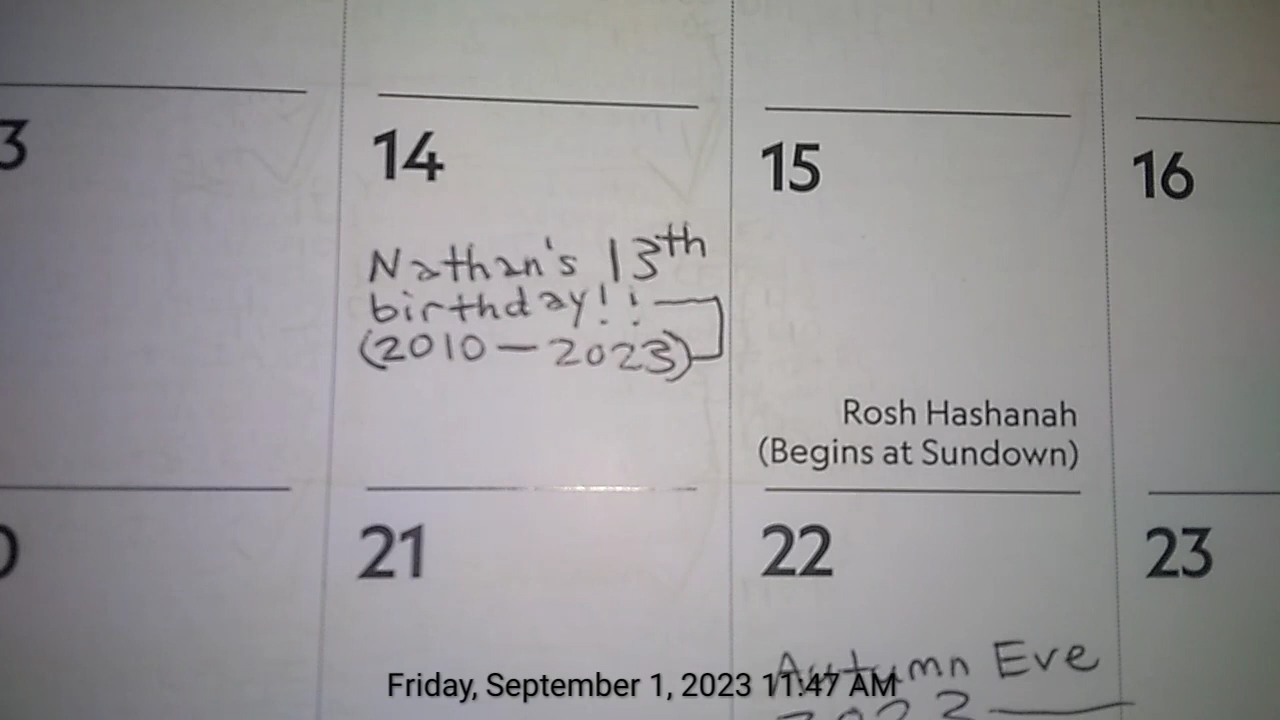 3
14
15
16
Nathan's 13th
birthday!!
(2010 — 2023)
Rosh Hashanah
(Begins at Sundown)
21
22
23
Autumn Eve
Friday, September 1, 2023 11:47 AM